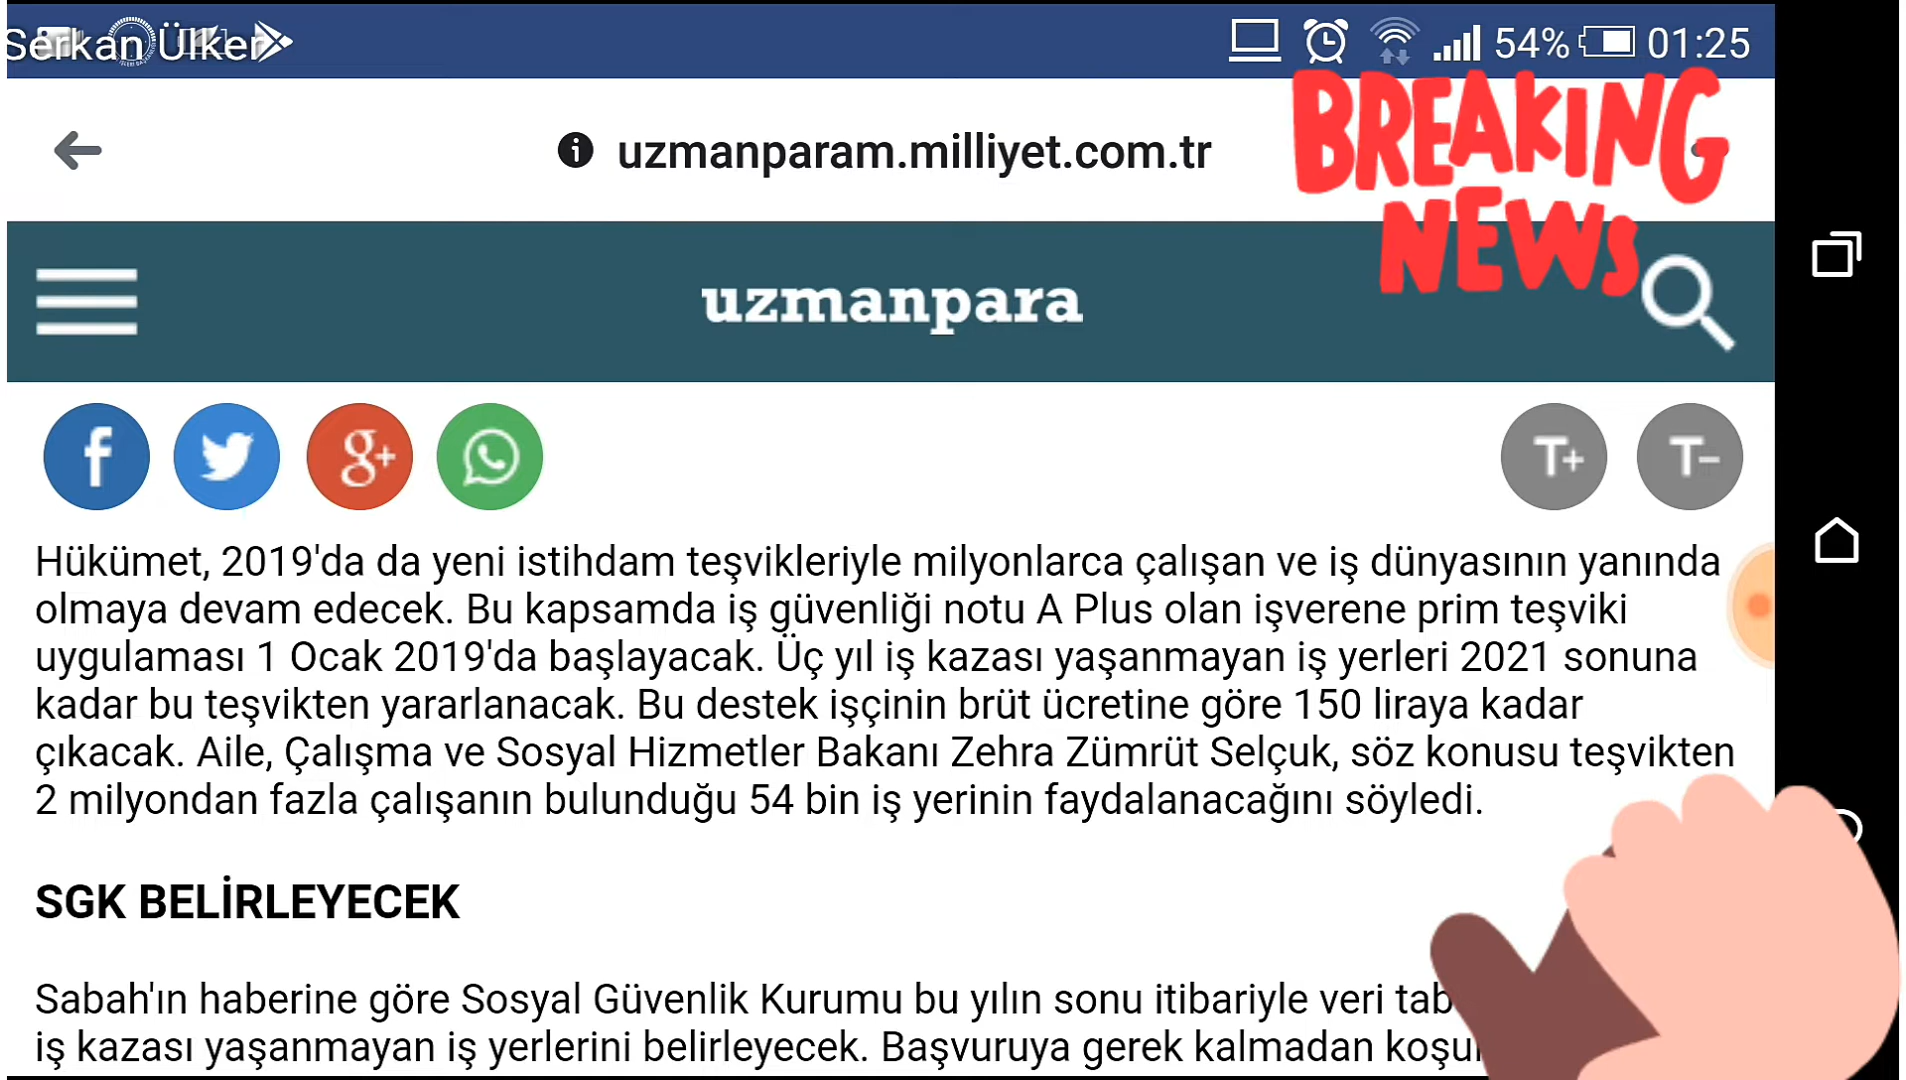 Serkan Ülker
54% 01:25
uzmanparam.milliyet.com.tr
BREAKING
NEWS
uzmanpara
f g+ T+ T-
Hükümet, 2019'da da yeni istihdam teşvikleriyle milyonlarca çalışan ve iş dünyasının yanında
olmaya devam edecek. Bu kapsamda iş güvenliği notu A Plus olan işverene prim teşviki
uygulaması 1 Ocak 2019'da başlayacak. Üç yıl iş kazası yaşanmayan iş yerleri 2021 sonuna
kadar bu teşvikten yararlanacak. Bu destek işçinin brüt ücretine göre 150 liraya kadar
çıkacak. Aile, Çalışma ve Sosyal Hizmetler Bakanı Zehra Zümrüt Selçuk, söz konusu teşvikten
2 milyondan fazla çalışanın bulunduğu 54 bin iş yerinin faydalanacağını söyledi.
SGK BELİRLEYECEK
Sabah'ın haberine göre Sosyal Güvenlik Kurumu bu yılın sonu itibariyle veri
iş kazası yaşanmayan iş yerlerini belirleyecek. Başvuruya gerek kalmadan